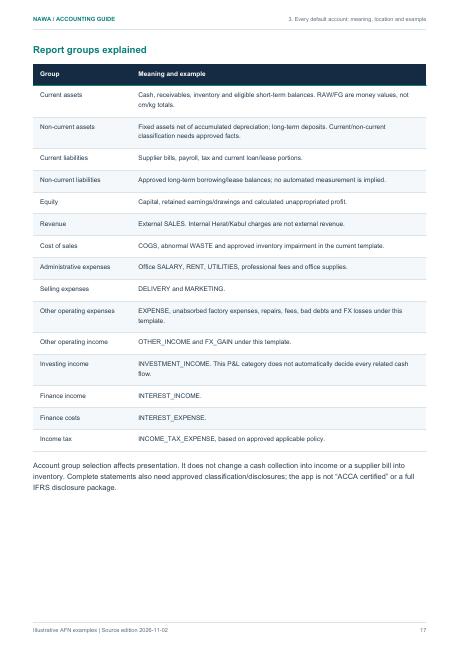 NAWA / ACCOUNTING GUIDE
3. Every default account: meaning, location and example
Report groups explained
Group Meaning and example
Current assets Cash, receivables, inventory and eligible short-term balances. RAW/FG are money values, not
cm/kg totals.
Non-current assets Fixed assets net of accumulated depreciation; long-term deposits. Current/non-current
classification needs approved facts.
Current liabilities Supplier bills, payroll, tax and current loan/lease portions.
Non-current liabilities Approved long-term borrowing/lease balances; no automated measurement is implied.
Equity Capital, retained earnings/drawings and calculated unappropriated profit.
Revenue External SALES. Internal Herat/Kabul charges are not external revenue.
Cost of sales COGS, abnormal WASTE and approved inventory impairment in the current template.
Administrative expenses Office SALARY, RENT, UTILITIES, professional fees and office supplies.
Selling expenses DELIVERY and MARKETING.
Other operating expenses EXPENSE, unabsorbed factory expenses, repairs, fees, bad debts and FX losses under this
template.
Other operating income OTHER_INCOME and FX_GAIN under this template.
Investing income INVESTMENT_INCOME. This P&L category does not automatically decide every related cash
flow.
Finance income INTEREST_INCOME.
Finance costs INTEREST_EXPENSE.
Income tax INCOME_TAX_EXPENSE, based on approved applicable policy.
Account group selection affects presentation. It does not change a cash collection into income or a supplier bill into
inventory. Complete statements also need approved classification/disclosures; the app is not "ACCA certified" or a full
IFRS disclosure package.
Illustrative AFN examples | Source edition 2026-11-02
17